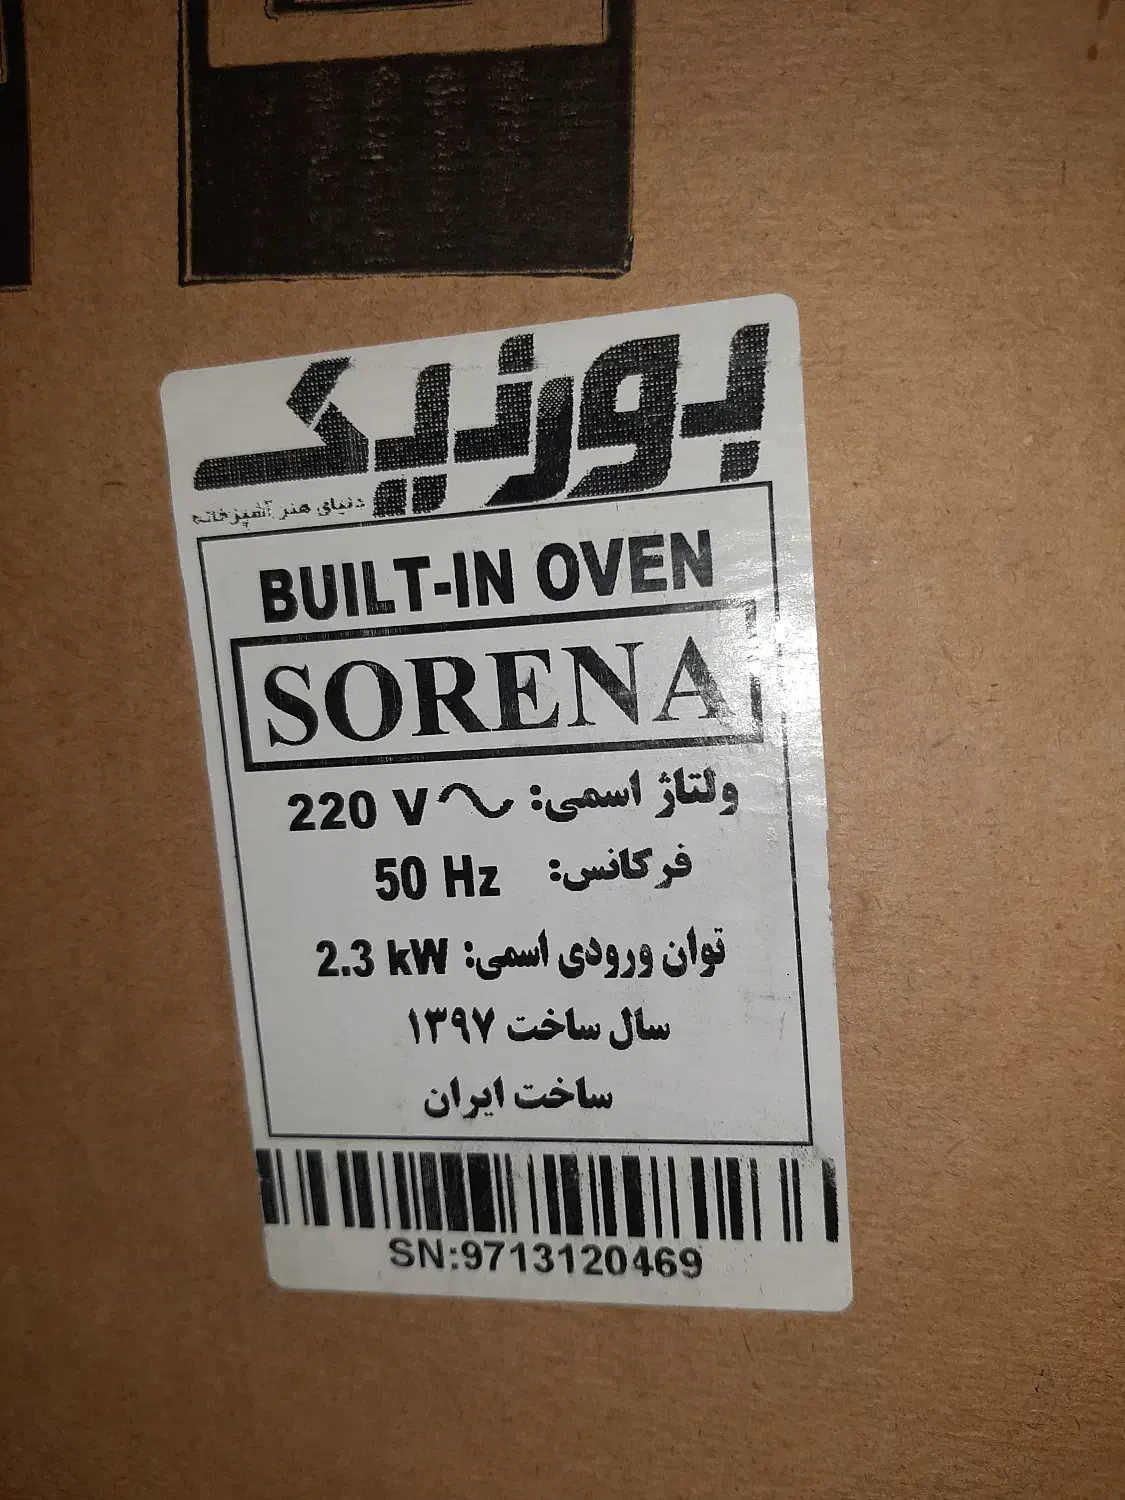 بورنیک
دنیای هنر آشپزخانه
BUILT-IN OVEN
SORENA
ولتاژ اسمی: 220 V
فرکانس: 50 Hz
توان ورودی اسمی: 2.3 kW
سال ساخت ۱۳۹۷
ساخت ایران
SN:9713120469